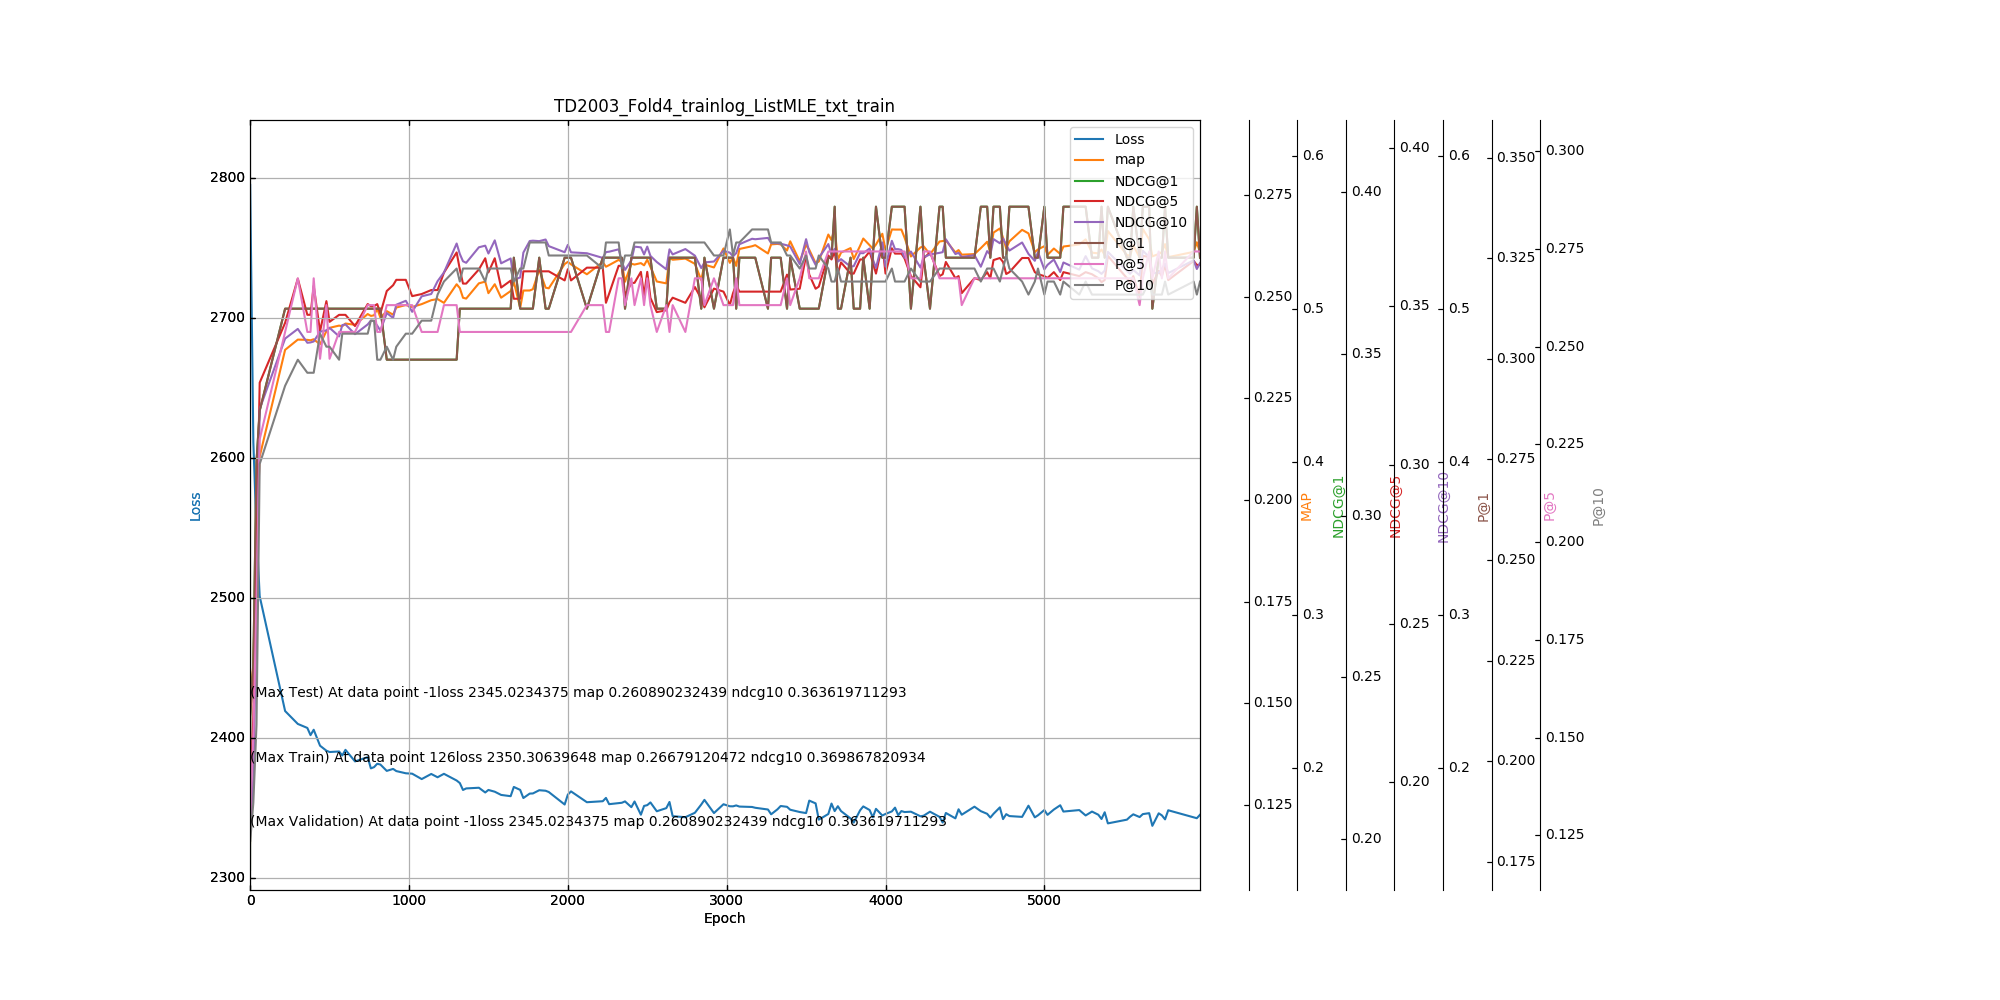 TD2003_Fold4_trainlog_ListMLE_txt_train
Loss
map
NDCG@1
NDCG@5
NDCG@10
P@1
P@5
P@10
2800
2700
2600
2500
2400
2300
Loss
(Max Test) At data point -1loss 2345.0234375 map 0.260890232439 ndcg10 0.363619711293
(Max Train) At data point 126loss 2350.30639648 map 0.26679120472 ndcg10 0.369867820934
(Max Validation) At data point -1loss 2345.0234375 map 0.260890232439 ndcg10 0.363619711293
0 1000 2000 3000 4000 5000
Epoch
0.275
0.250
0.225
0.200
0.175
0.150
0.125
MAP
0.6
0.5
0.4
0.3
0.2
NDCG@1
0.40
0.35
0.30
0.25
0.20
NDCG@5
0.40
0.35
0.30
0.25
0.20
NDCG@10
0.6
0.5
0.4
0.3
0.2
P@1
0.350
0.325
0.300
0.275
0.250
0.225
0.200
0.175
P@5
0.300
0.275
0.250
0.225
0.200
0.175
0.150
0.125
P@10